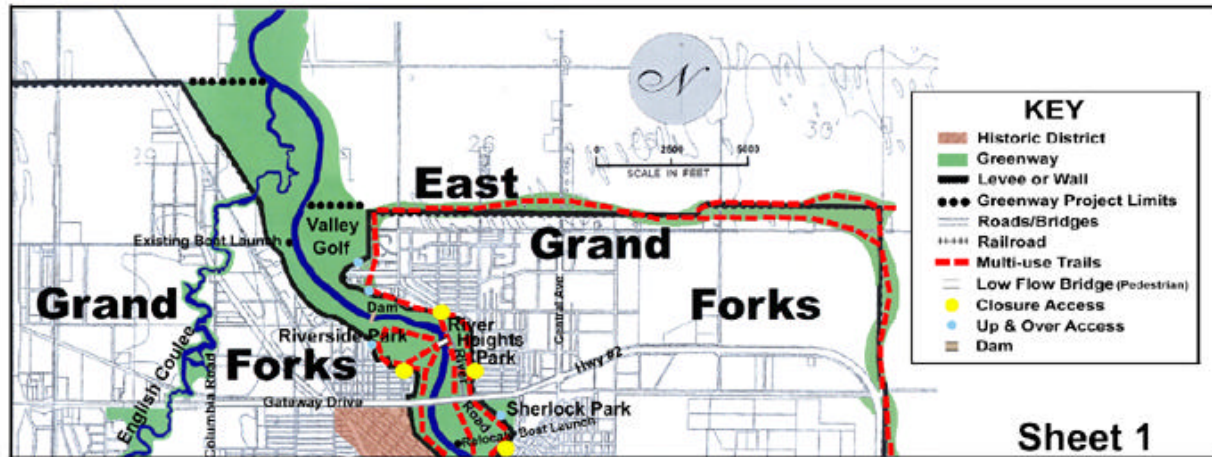 N
30'
0 2500 5000
SCALE IN FEET
KEY
Historic District
Greenway
Levee or Wall
Greenway Project Limits
Roads/Bridges
Railroad
Multi-use Trails
Low Flow Bridge (Pedestrian)
Closure Access
Up & Over Access
Dam
East
Grand
Forks
Valley
Golf
Existing Boat Launch
Grand
Forks
English Coulee
Columbia Road
Central Ave
Dam
Riverside Park
River
Heights
Park
River
Road
Hwy #2
Gateway Drive
Sherlock Park
Boat Launch
Sheet 1